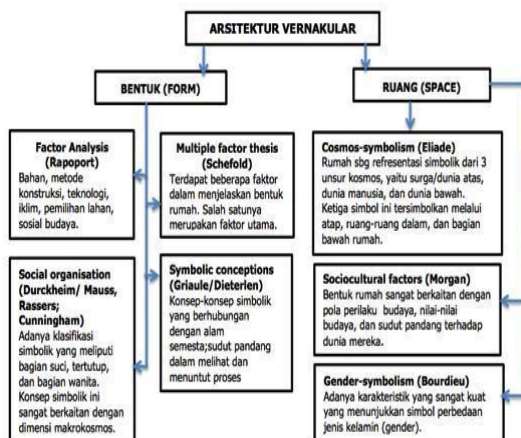 ARSITEKTUR VERNAKULAR
BENTUK (FORM)
RUANG (SPACE)
Factor Analysis
(Rapoport)
Bahan, metode
konstruksi, teknologi,
iklim, pemilihan lahan,
sosial budaya.
Multiple factor thesis
(Schefold)
Terdapat beberapa faktor
dalam menjelaskan bentuk
rumah. Salah satunya
merupakan faktor utama.
Cosmos-symbolism (Eliade)
Rumah sbg refresentasi simbolik dari 3
unsur kosmos, yaitu surga/dunia atas,
dunia manusia, dan dunia bawah.
Ketiga simbol ini tersimbolkan melalui
atap, ruang-ruang dalam, dan bagian
bawah rumah.
Social organisation
(Durckheim/ Mauss,
Rassers;
Cunningham)
Adanya klasifikasi
simbolik yang meliputi
bagian suci, tertutup,
dan bagian wanita.
Konsep simbolik ini
sangat berkaitan dengan
dimensi makrokosmos.
Symbolic conceptions
(Griaule/Dieterlen)
Konsep-konsep simbolik
yang berhubungan
dengan alam
semesta;sudut pandang
dalam melihat dan
menuntut proses
Sociocultural factors (Morgan)
Bentuk rumah sangat berkaitan dengan
pola perilaku budaya, nilai-nilai
budaya, dan sudut pandang terhadap
dunia mereka.
Gender-symbolism (Bourdieu)
Adanya karakteristik yang sangat kuat
yang menunjukkan simbol perbedaan
jenis kelamin (gender).